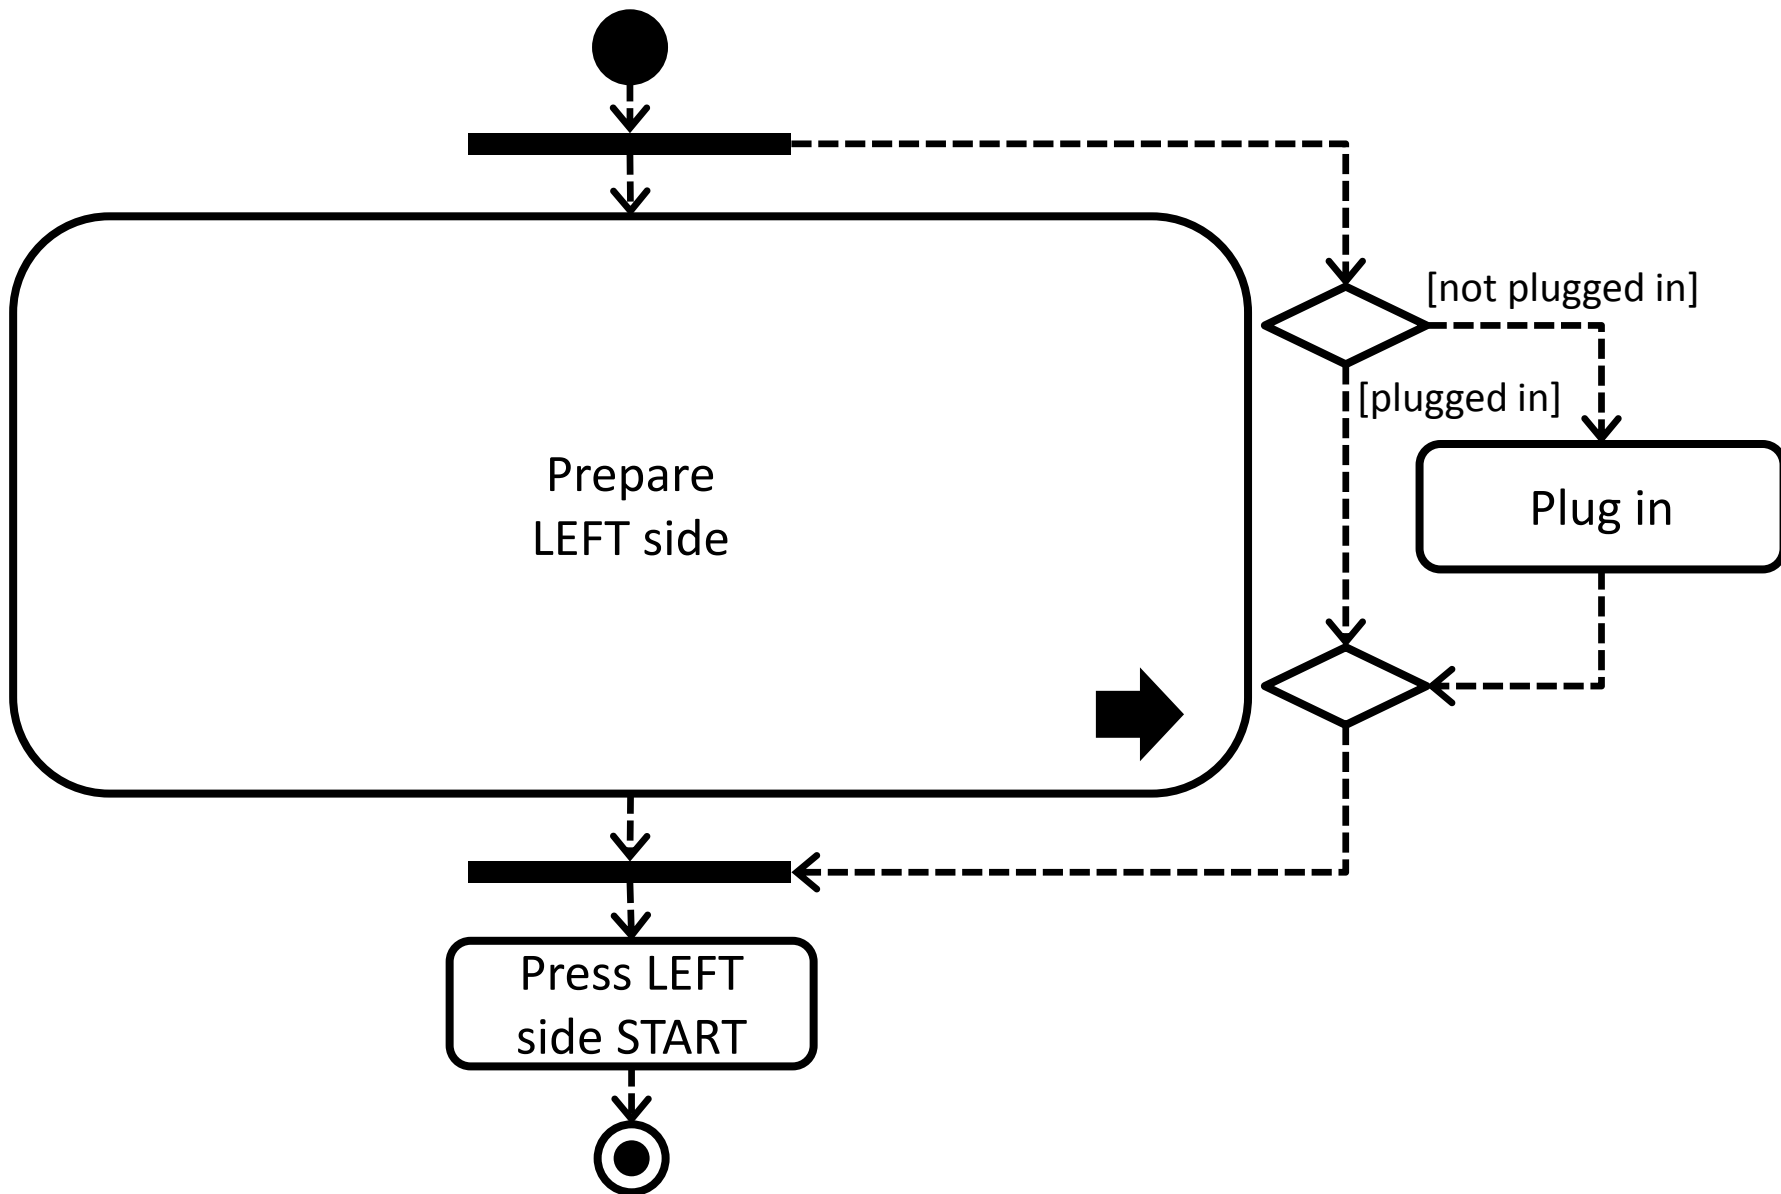 [not plugged in]
[plugged in]
Prepare
LEFT side
Plug in
Press LEFT
side START